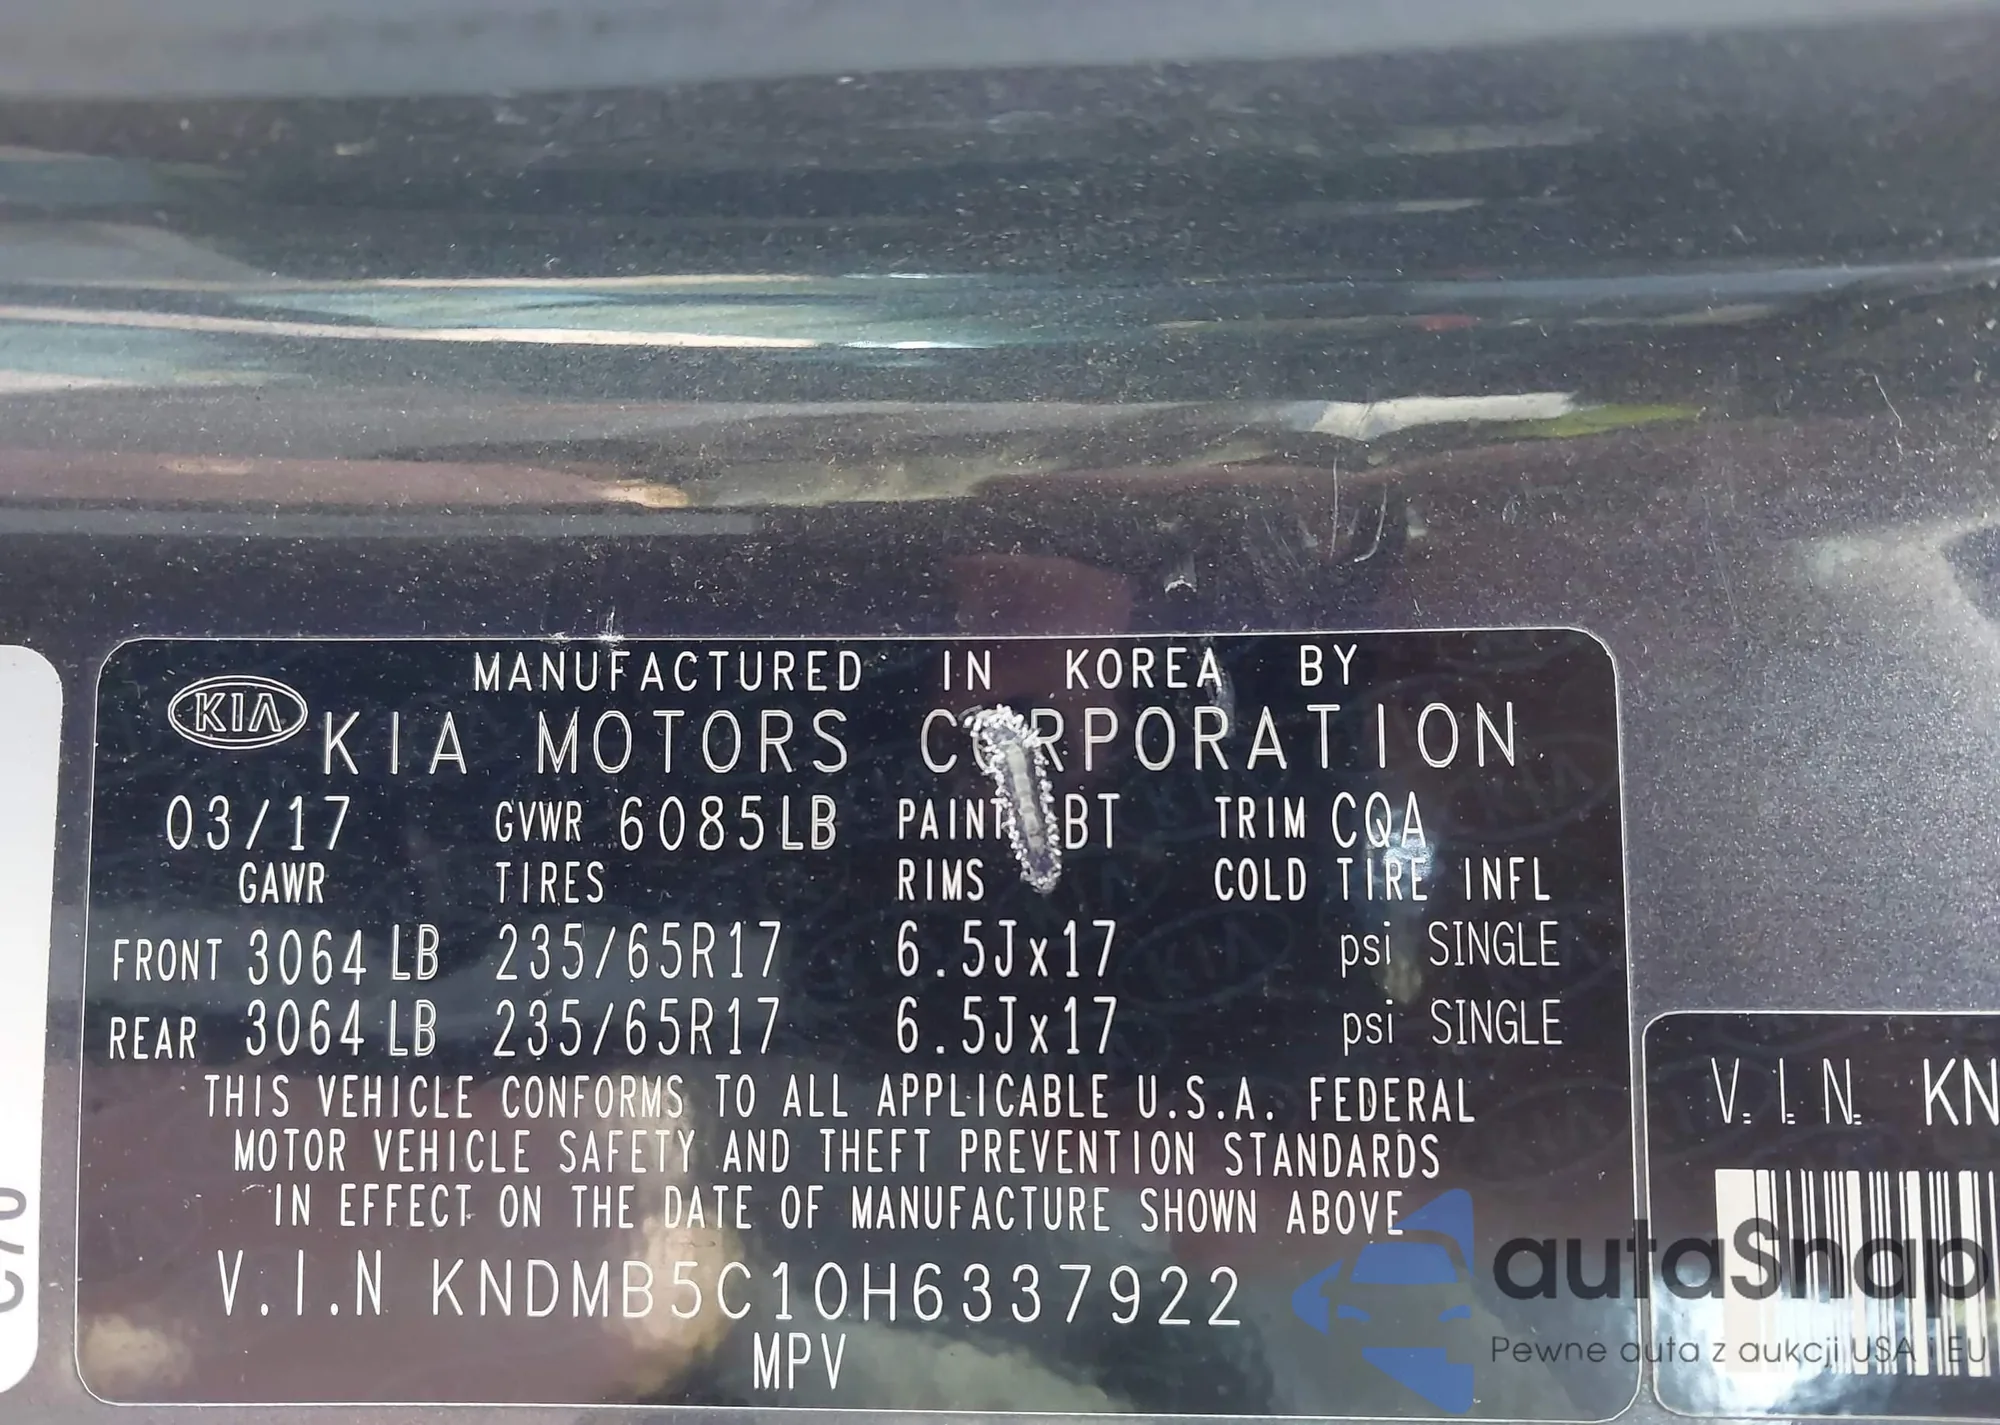 MANUFACTURED IN KOREA BY
KIA KIA MOTORS CORPORATION
03/17 GVWR 6085LB PAINT BT TRIM CQA
GAWR TIRES RIMS COLD TIRE INFL
FRONT 3064 LB 235/65R17 6.5Jx17 psi SINGLE
REAR 3064 LB 235/65R17 6.5Jx17 psi SINGLE
THIS VEHICLE CONFORMS TO ALL APPLICABLE U.S.A. FEDERAL
MOTOR VEHICLE SAFETY AND THEFT PREVENTION STANDARDS
IN EFFECT ON THE DATE OF MANUFACTURE SHOWN ABOVE
V.I.N KNDMB5C10H6337922
MPV
V.I.N. KN
autaSnap
Pewne auta z aukcji USA i EU